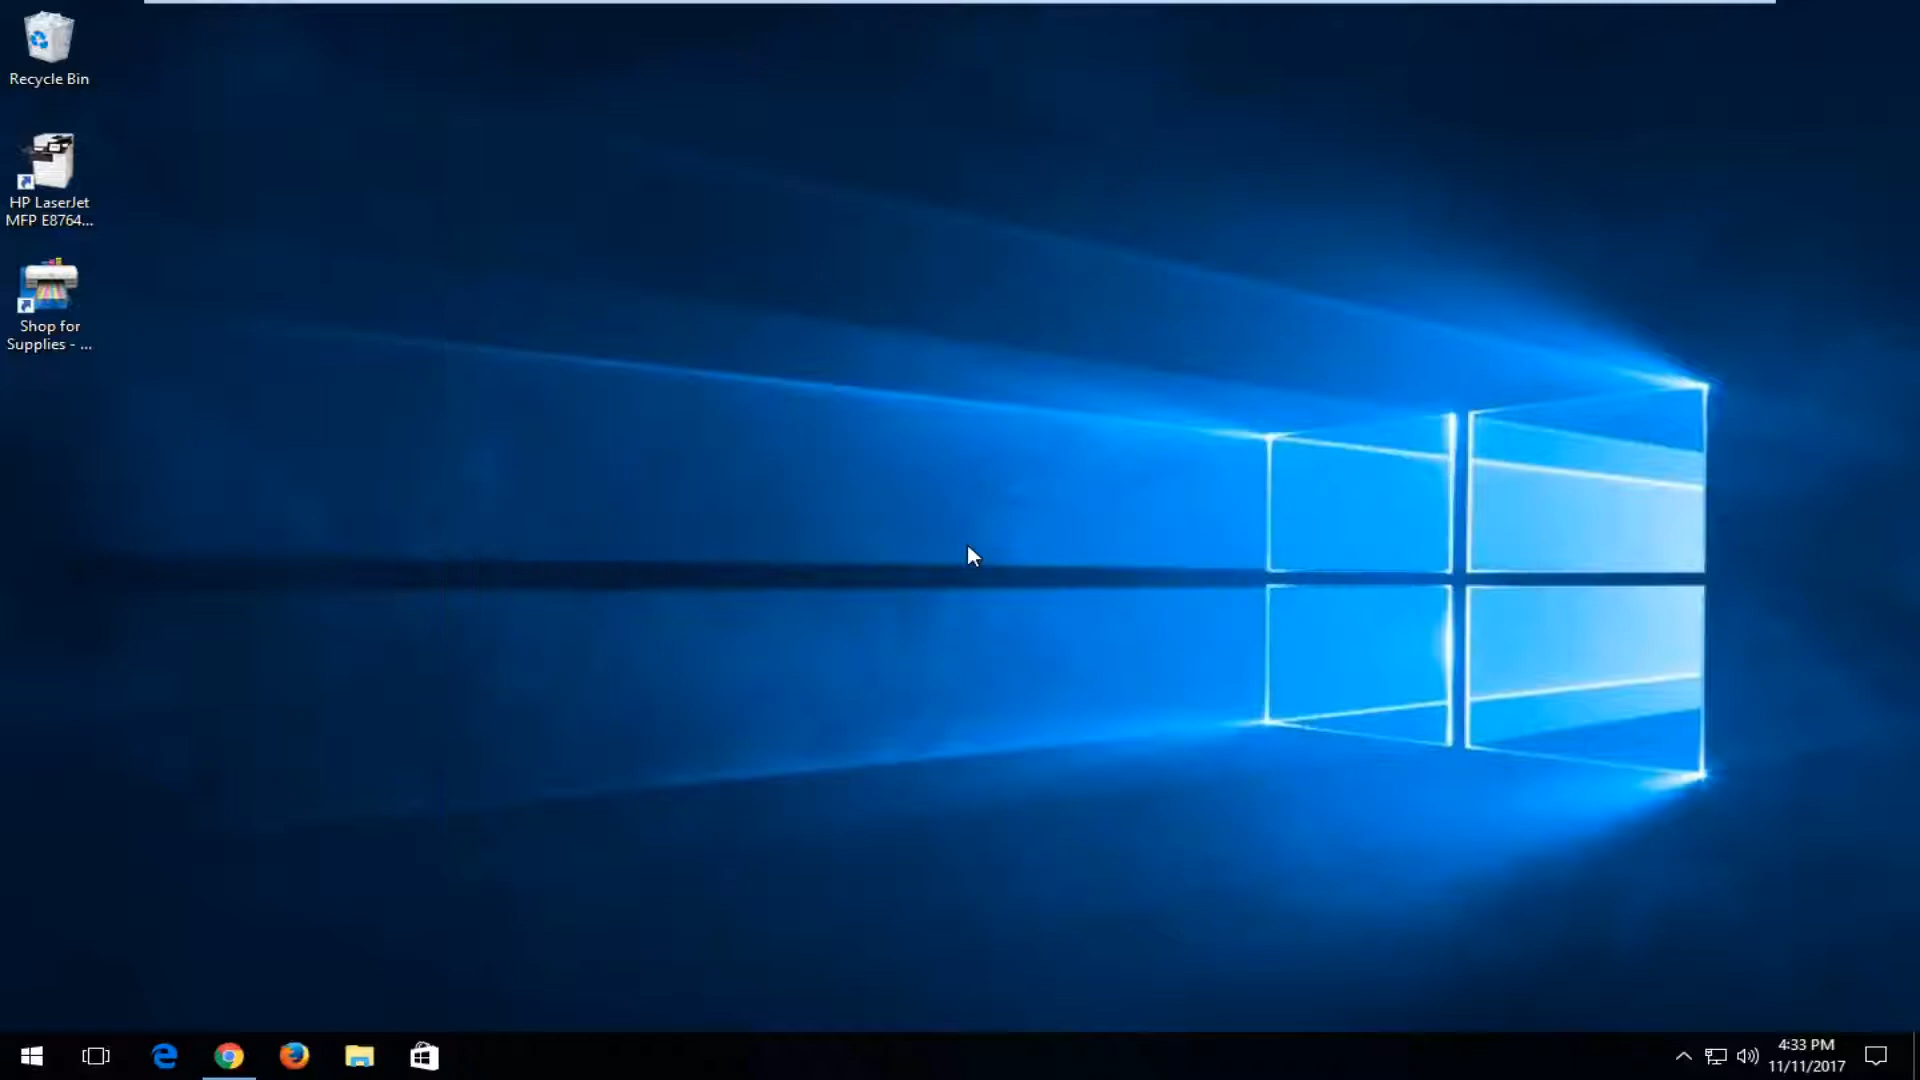 Recycle Bin
HP LaserJet
MFP E8764...
Shop for
Supplies - ...
4:33 PM
11/11/2017